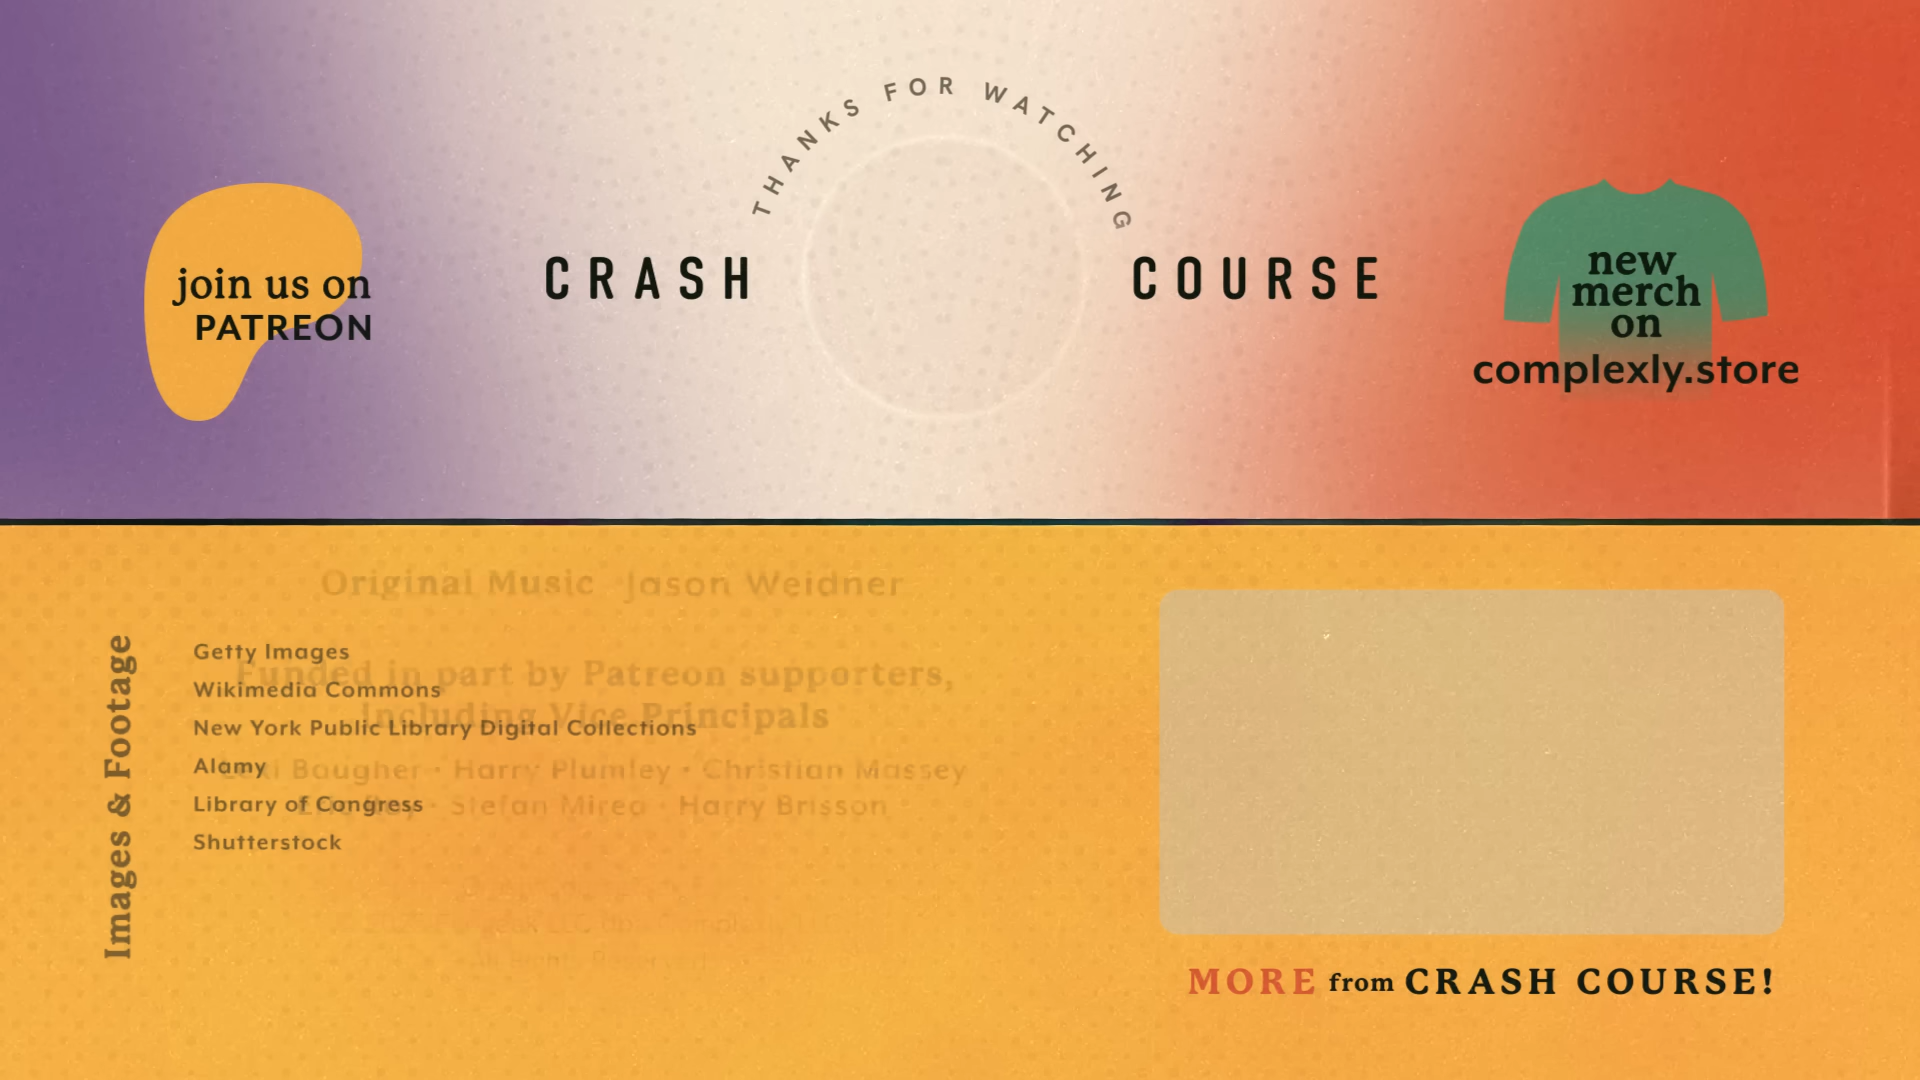 THANKS FOR WATCHING
CRASH COURSE
join us on
PATREON
new
merch
on
complexly.store
Original Music Jason Weidner
Images & Footage
Getty Images
Wikimedia Commons
New York Public Library Digital Collections
Alamy
Library of Congress
Shutterstock
Funded in part by Patreon supporters,
Including Vice Principals
Baugher • Harry Plumley • Christian Massey
Stefan Mirea • Harry Brisson
MORE from CRASH COURSE!